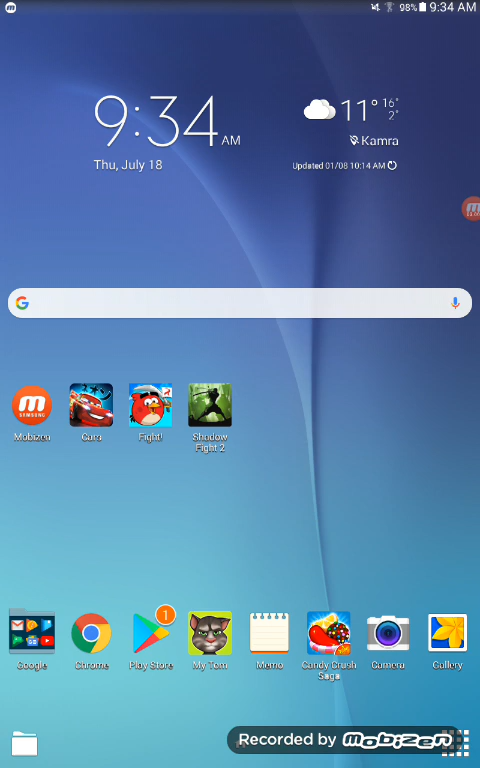 98% 9:34 AM
9:34 AM
Thu, July 18
11° 16°
2°
Kamra
Updated 01/08 10:14 AM
Mobizen
Cars
Fight!
Shadow
Fight 2
SAMSUNG
1
Google
Chrome
Play Store
My Tom
Memo
Candy Crush
Saga
Camera
Gallery
Recorded by Mobizen